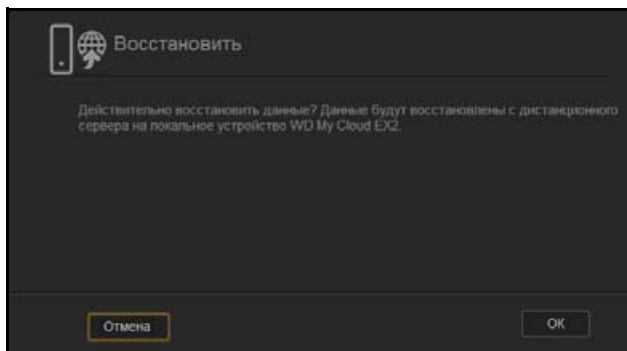 Восстановить
Действительно восстановить данные? Данные будут восстановлены с дистанционного
сервера на локальное устройство WD My Cloud EX2.
Отмена
OK